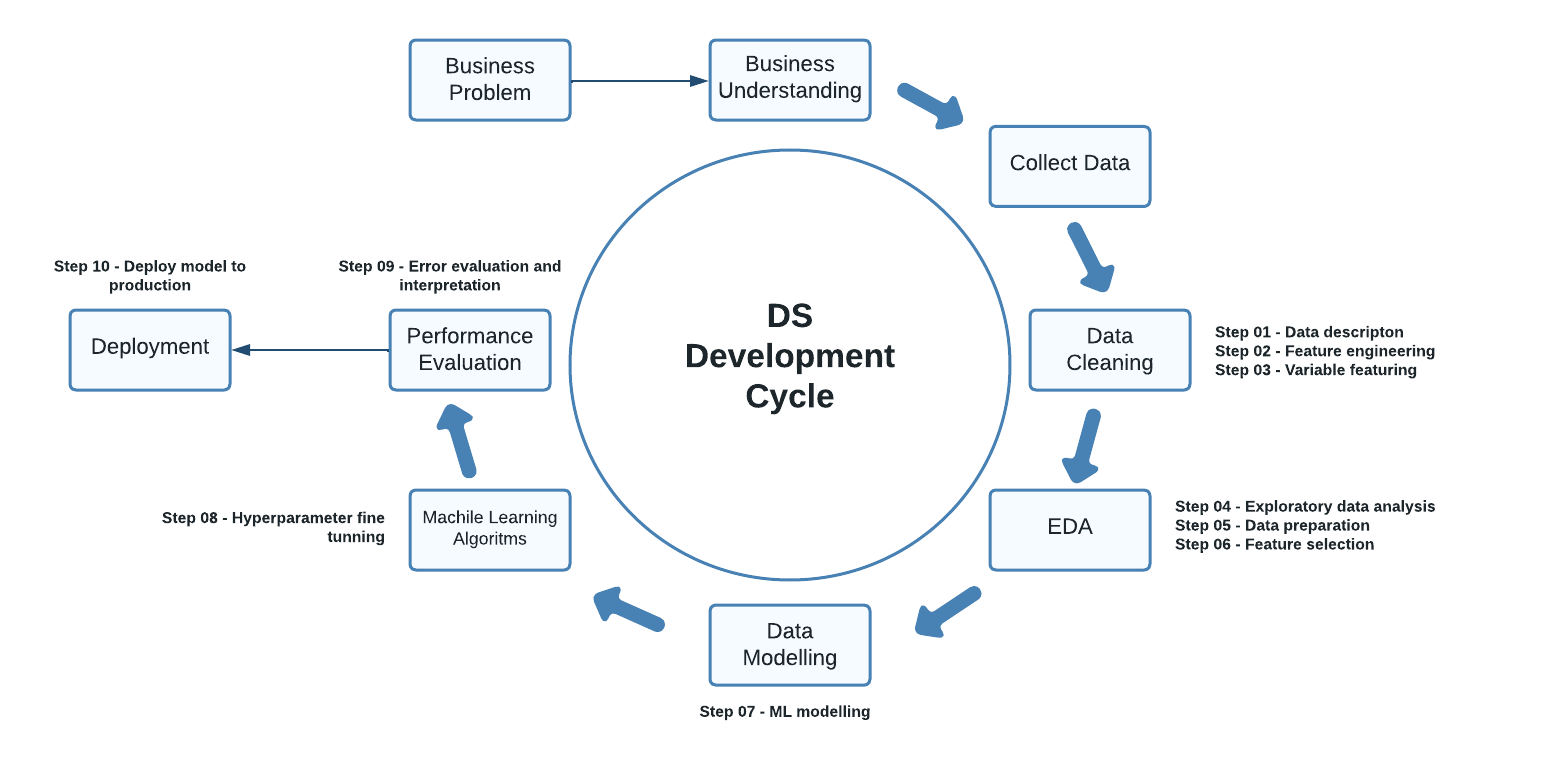 Business
Problem
Business
Understanding
Collect Data
Step 10 - Deploy model to
production
Step 09 - Error evaluation and
interpretation
Deployment
Performance
Evaluation
DS
Development
Cycle
Data
Cleaning
Step 01 - Data descripton
Step 02 - Feature engineering
Step 03 - Variable featuring
Step 08 - Hyperparameter fine
tunning
Machile Learning
Algoritms
EDA
Step 04 - Exploratory data analysis
Step 05 - Data preparation
Step 06 - Feature selection
Data
Modelling
Step 07 - ML modelling